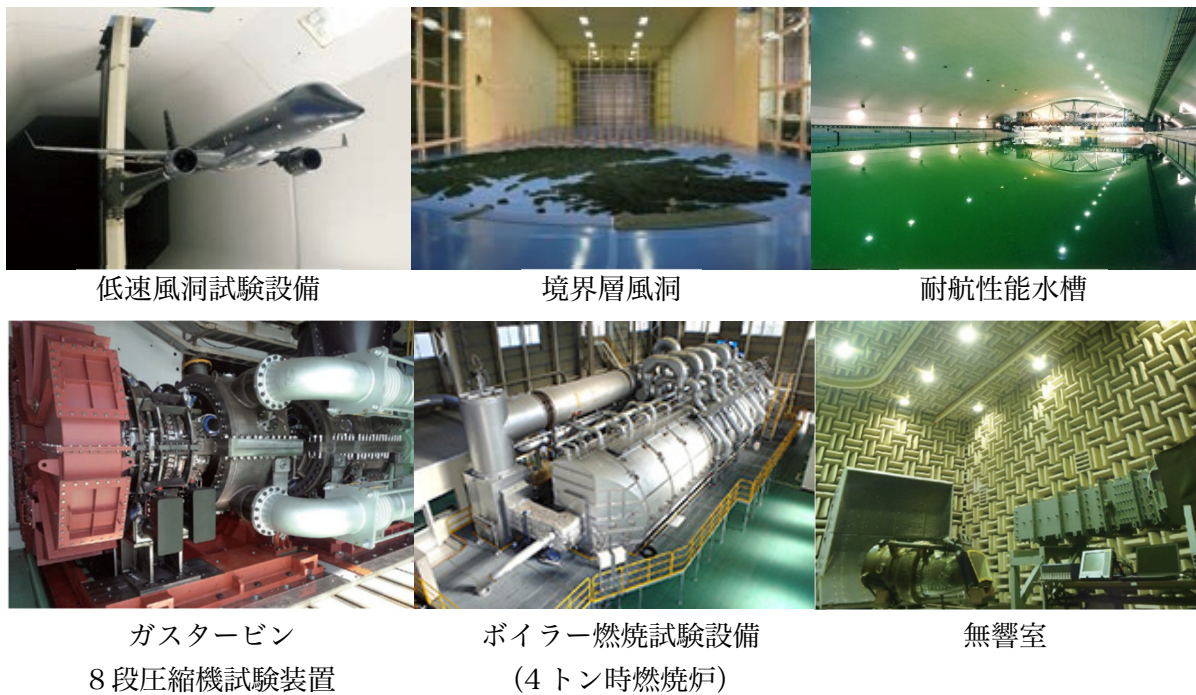 低速風洞試験設備
境界層風洞
耐航性能水槽
ガスタービン
８段圧縮機試験装置
ボイラー燃焼試験設備
（4 トン時燃焼炉）
無響室